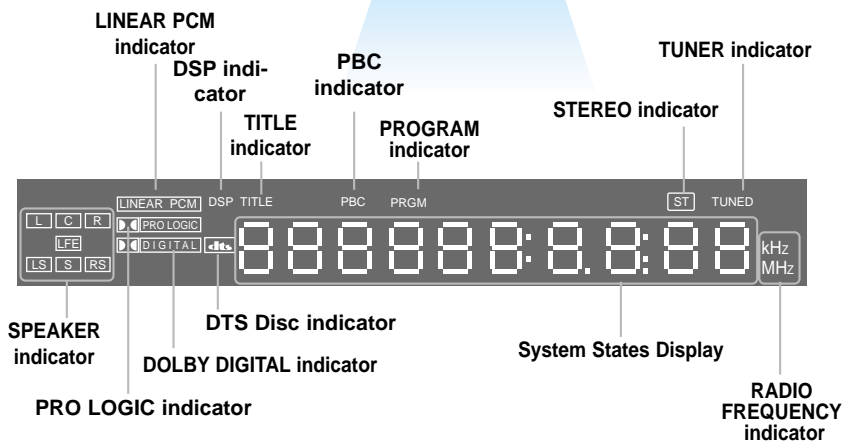 LINEAR PCM
indicator
DSP indi-
cator
TITLE
indicator
PBC
indicator
PROGRAM
indicator
STEREO indicator
TUNER indicator
LINEAR PCM DSP TITLE PBC PRGM ST TUNED
L C R
PRO LOGIC
LFE
DIGITAL dts
LS S RS
88888:8.8:88
kHz
MHz
SPEAKER
indicator
DTS Disc indicator
DOLBY DIGITAL indicator
PRO LOGIC indicator
System States Display
RADIO
FREQUENCY
indicator